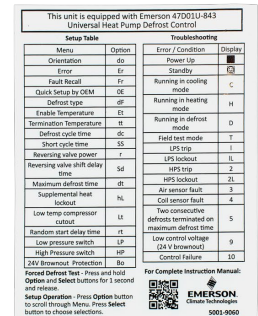 This unit is equipped with Emerson 47D01U-843
Universal Heat Pump Defrost Control
Setup Table
Menu Option
Orientation do
Error Er
Fault Recall Fr
Quick Setup by OEM 0E
Defrost type dF
Enable Temperature Et
Termination Temperature tt
Defrost cycle time dc
Short cycle time SS
Reversing valve power r
Reversing valve shift delay
time Sd
Maximum defrost time dt
Supplemental heat
lockout hL
Low temp compressor
cutout Lt
Random start delay time rt
Low pressure switch LP
High Pressure switch HP
24V Brownout Protection Bo
Forced Defrost Test - Press and hold
Option and Select buttons for 1 second
and release.
Setup Operation - Press Option button
to scroll through Menu. Press Select
button to choose selections.
Troubleshooting
Error / Condition Display
Power Up
Standby
Running in cooling
mode C
Running in heating
mode H
Running in defrost
mode D
Field test mode T
LPS trip l
LPS lockout lL
HPS trip 2
HPS lockout 2L
Air sensor fault 3
Coil sensor fault 4
Two consecutive
defrosts terminated on
maximum defrost time 5
Low control voltage
(24 V brownout) 9
Control Failure 10
For Complete Instruction Manual:
EMERSON
Climate Technologies
5001-9060